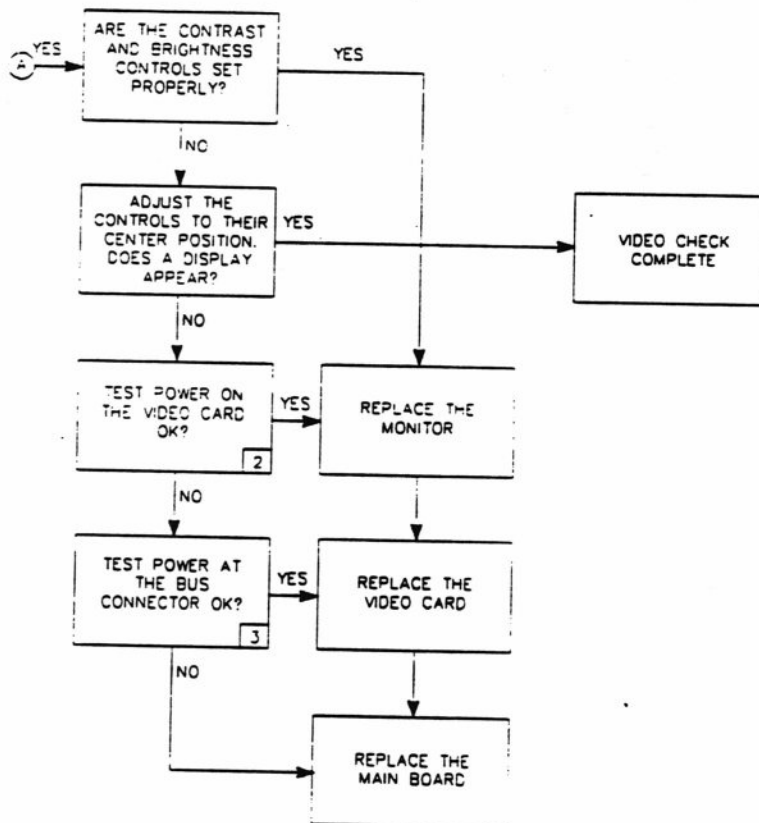 A
YES
ARE THE CONTRAST
AND BRIGHTNESS
CONTROLS SET
PROPERLY?
YES
NO
ADJUST THE
CONTROLS TO THEIR
CENTER POSITION.
DOES A DISPLAY
APPEAR?
YES
VIDEO CHECK
COMPLETE
NO
TEST POWER ON
THE VIDEO CARD
OK?
2
YES
REPLACE THE
MONITOR
NO
TEST POWER AT
THE BUS
CONNECTOR OK?
3
YES
REPLACE THE
VIDEO CARD
NO
REPLACE THE
MAIN BOARD